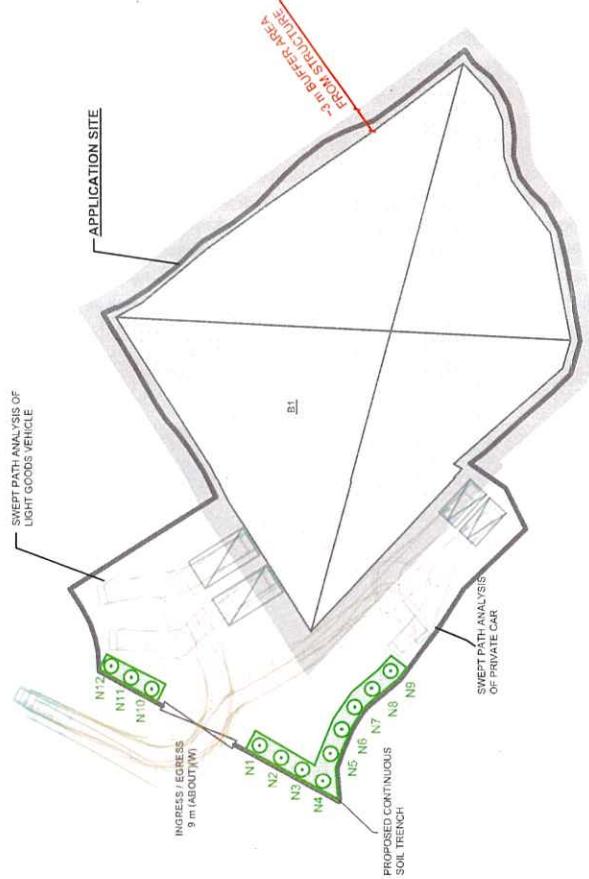 ~3 m BUFFER AREA
FROM STRUCTURE
APPLICATION SITE
SWEPT PATH ANALYSIS OF
LIGHT GOODS VEHICLE
B1
N12
N11
N10
INGRESS / EGRESS
9 m (ABOUT)(W)
N1
N2
N3
N4
N5
N6
N7
N8
N9
SWEPT PATH ANALYSIS
OF PRIVATE CAR
PROPOSED CONTINUOUS
SOIL TRENCH